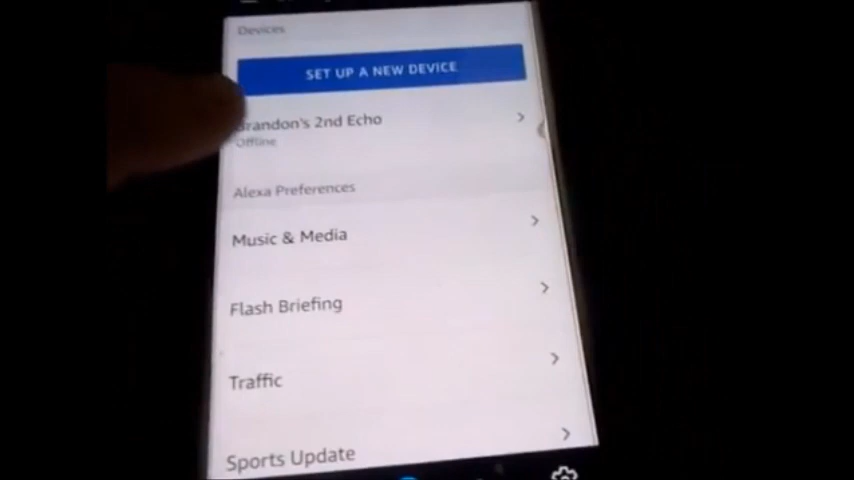 Devices
SET UP A NEW DEVICE
Brandon's 2nd Echo
Offline
Alexa Preferences
Music & Media
Flash Briefing
Traffic
Sports Update